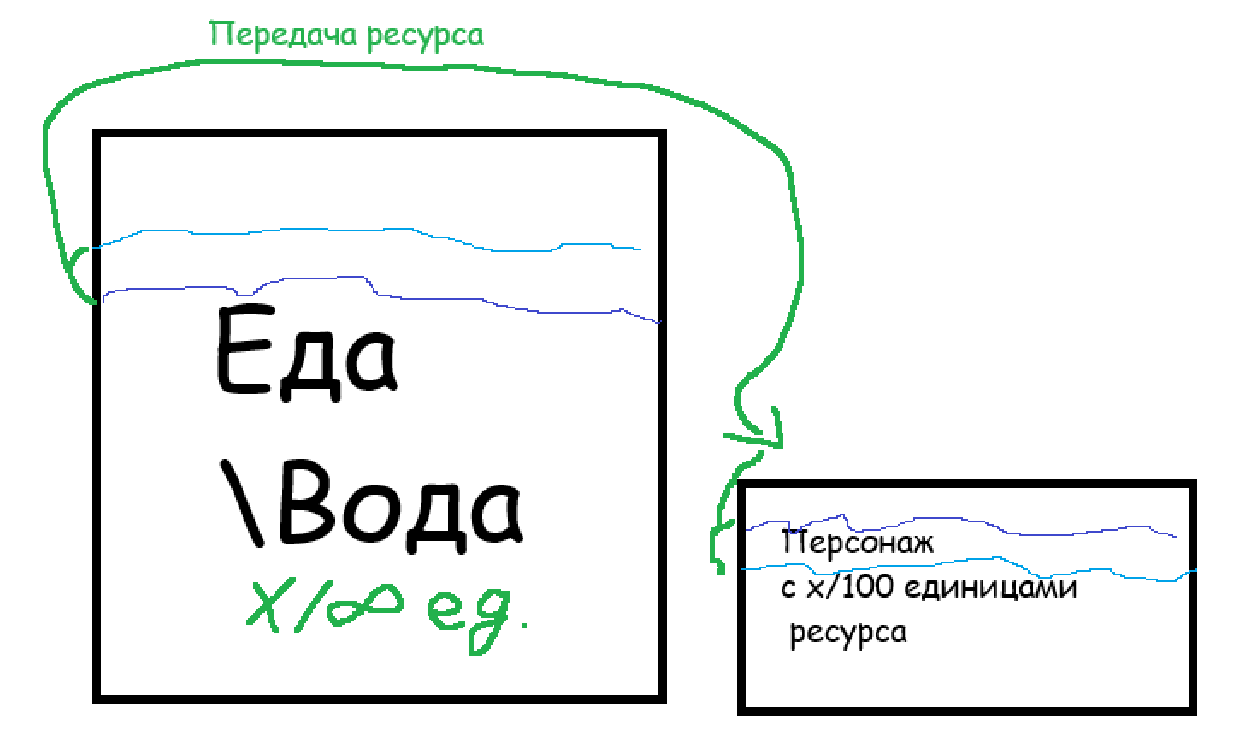 Передача ресурса
Еда
\Вода
X/∞ ед.
Персонаж
с х/100 единицами
ресурса